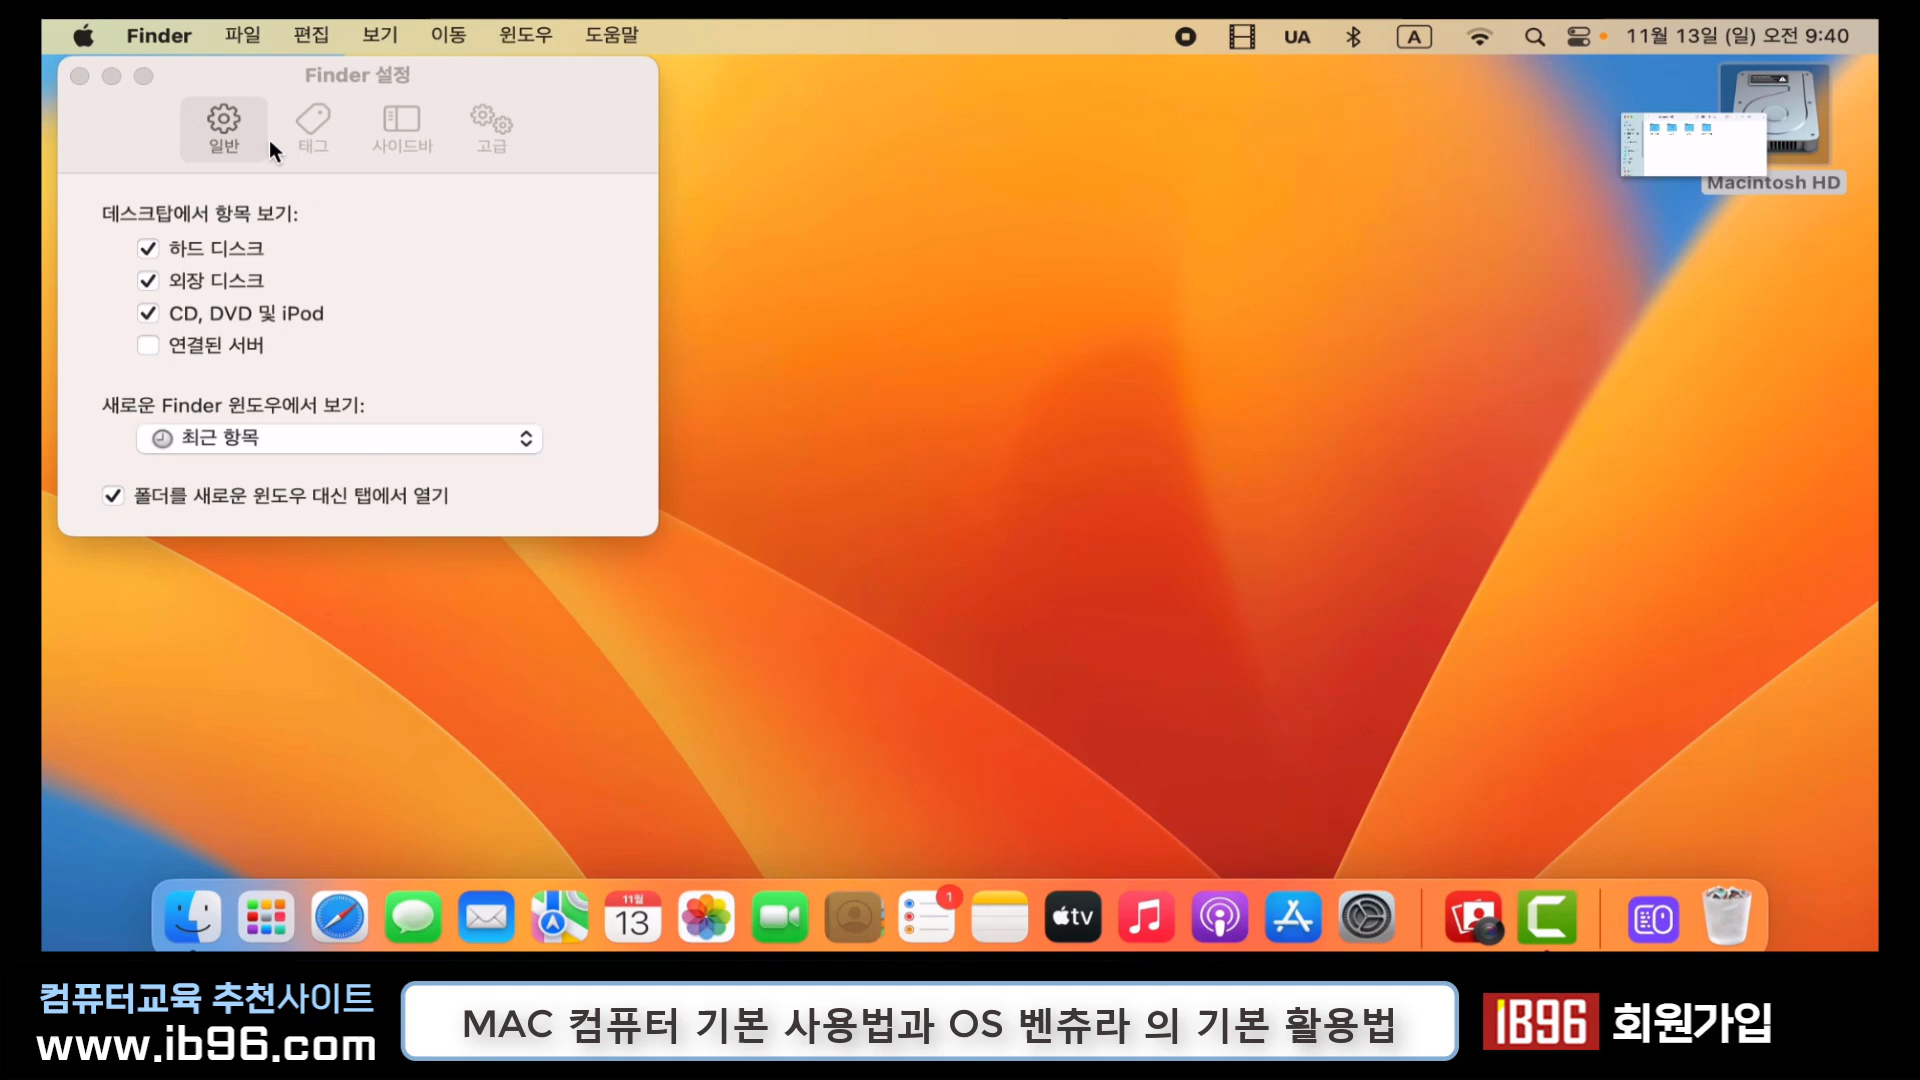 Finder 파일 편집 보기 이동 윈도우 도움말 UA A 11월 13일 (일) 오전 9:40
Finder 설정
일반 태그 사이드바 고급
Macintosh HD
데스크탑에서 항목 보기:
하드 디스크
외장 디스크
CD, DVD 및 iPod
연결된 서버
새로운 Finder 윈도우에서 보기:
최근 항목
폴더를 새로운 윈도우 대신 탭에서 열기
11월
13
1
tv
컴퓨터교육 추천사이트
www.ib96.com
MAC 컴퓨터 기본 사용법과 OS 벤츄라 의 기본 활용법
IB96 회원가입